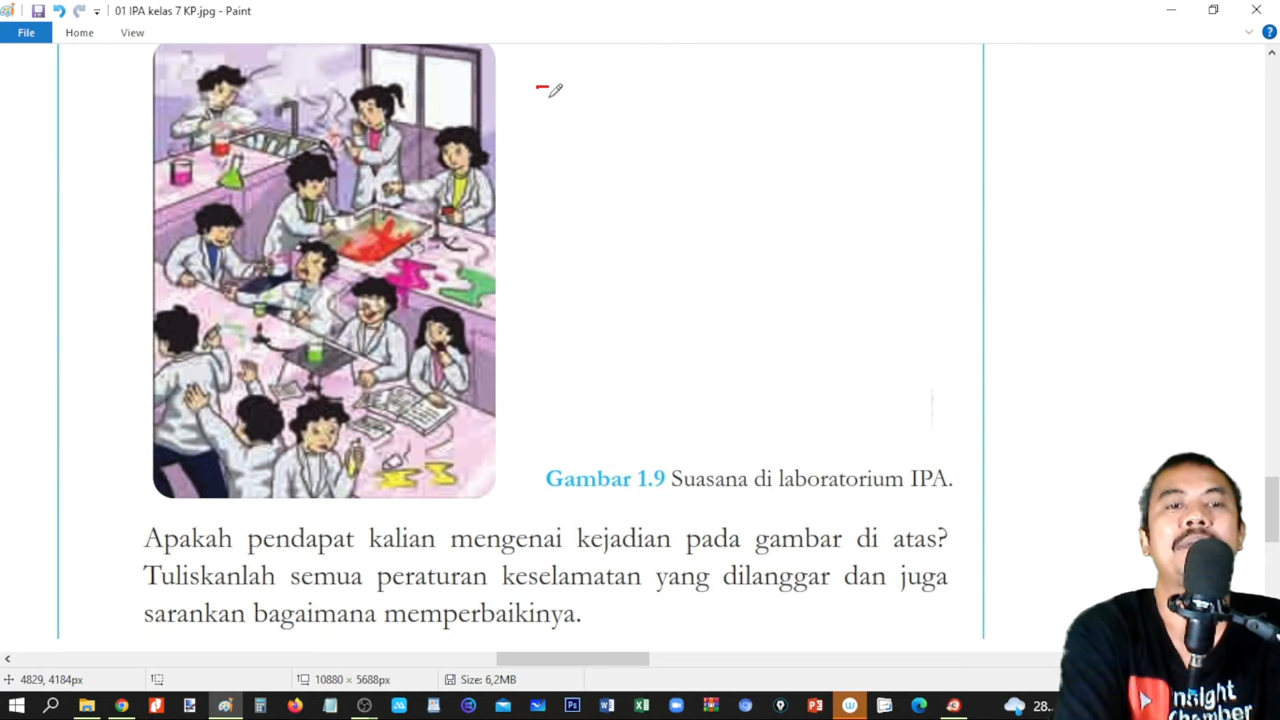 01 IPA kelas 7 KP.jpg - Paint
File Home View
Gambar 1.9 Suasana di laboratorium IPA.
Apakah pendapat kalian mengenai kejadian pada gambar di atas?
Tuliskanlah semua peraturan keselamatan yang dilanggar dan juga
sarankan bagaimana memperbaikinya.
4829, 4184px 10880 × 5688px Size: 6,2MB
28...